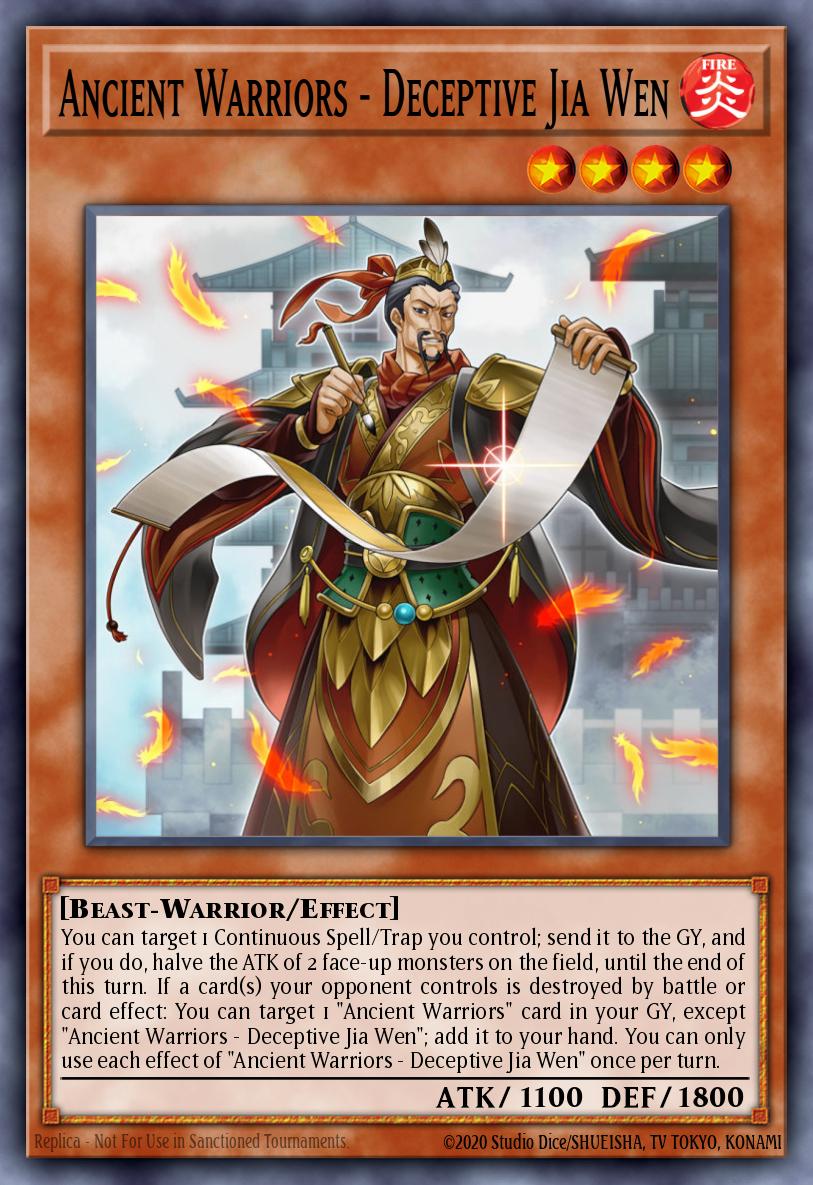 Ancient Warriors - Deceptive Jia Wen
FIRE
炎
[Beast-Warrior/Effect]
You can target 1 Continuous Spell/Trap you control; send it to the GY, and
if you do, halve the ATK of 2 face-up monsters on the field, until the end of
this turn. If a card(s) your opponent controls is destroyed by battle or
card effect: You can target 1 "Ancient Warriors" card in your GY, except
"Ancient Warriors - Deceptive Jia Wen"; add it to your hand. You can only
use each effect of "Ancient Warriors - Deceptive Jia Wen" once per turn.
ATK/ 1100 DEF/ 1800
Replica - Not For Use in Sanctioned Tournaments.
©2020 Studio Dice/SHUEISHA, TV TOKYO, KONAMI